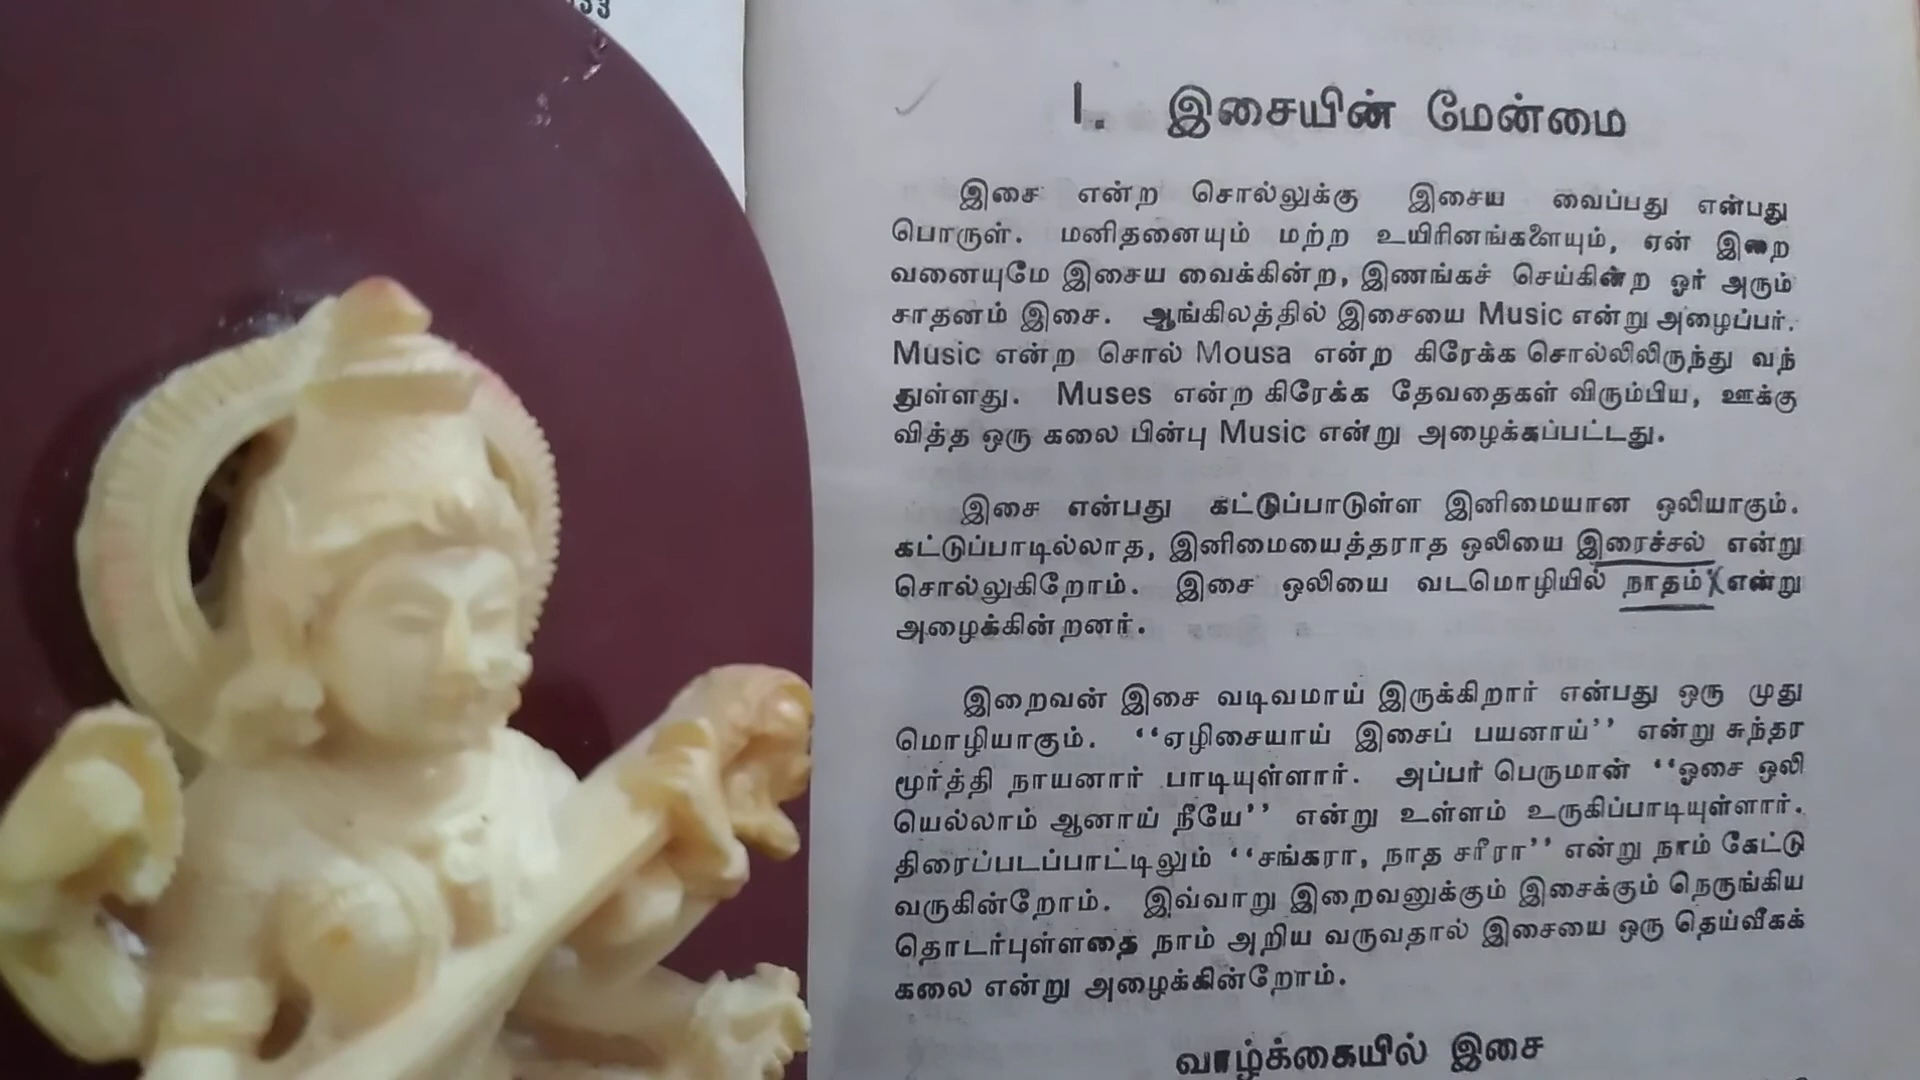 1. இசையின் மேன்மை
இசை என்ற சொல்லுக்கு இசைய வைப்பது என்பது
பொருள். மனிதனையும் மற்ற உயிரினங்களையும், ஏன் இறை
வனையுமே இசைய வைக்கின்ற, இணங்கச் செய்கின்ற ஓர் அரும்
சாதனம் இசை. ஆங்கிலத்தில் இசையை Music என்று அழைப்பர்.
Music என்ற சொல் Mousa என்ற கிரேக்க சொல்லிலிருந்து வந்
துள்ளது. Muses என்ற கிரேக்க தேவதைகள் விரும்பிய, ஊக்கு
வித்த ஒரு கலை பின்பு Music என்று அழைக்கப்பட்டது.
இசை என்பது கட்டுப்பாடுள்ள இனிமையான ஒலியாகும்.
கட்டுப்பாடில்லாத, இனிமையைத்தராத ஒலியை இரைச்சல் என்று
சொல்லுகிறோம். இசை ஒலியை வடமொழியில் நாதம் என்று
அழைக்கின்றனர்.
இறைவன் இசை வடிவமாய் இருக்கிறார் என்பது ஒரு முது
மொழியாகும். ‘‘ஏழிசையாய் இசைப் பயனாய்’’ என்று சுந்தர
மூர்த்தி நாயனார் பாடியுள்ளார். அப்பர் பெருமான் ‘‘ஓசை ஒலி
யெல்லாம் ஆனாய் நீயே’’ என்று உள்ளம் உருகிப்பாடியுள்ளார்.
திரைப்படப்பாட்டிலும் ‘‘சங்கரா, நாத சரீரா’’ என்று நாம் கேட்டு
வருகின்றோம். இவ்வாறு இறைவனுக்கும் இசைக்கும் நெருங்கிய
தொடர்புள்ளதை நாம் அறிய வருவதால் இசையை ஒரு தெய்வீகக்
கலை என்று அழைக்கின்றோம்.
வாழ்க்கையில் இசை